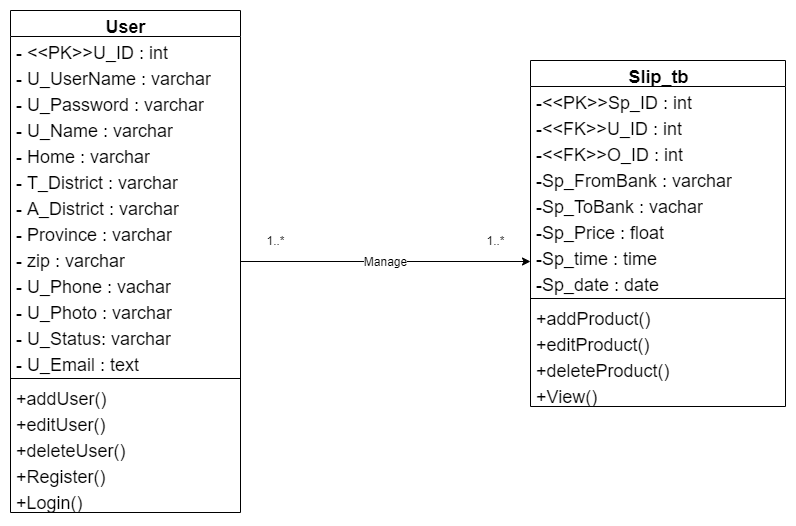 User
- <<PK>>U_ID : int
- U_UserName : varchar
- U_Password : varchar
- U_Name : varchar
- Home : varchar
- T_District : varchar
- A_District : varchar
- Province : varchar
- zip : varchar
- U_Phone : vachar
- U_Photo : varchar
- U_Status: varchar
- U_Email : text
+addUser()
+editUser()
+deleteUser()
+Register()
+Login()
1..*
Manage
1..*
Slip_tb
-<<PK>>Sp_ID : int
-<<FK>>U_ID : int
-<<FK>>O_ID : int
-Sp_FromBank : varchar
-Sp_ToBank : vachar
-Sp_Price : float
-Sp_time : time
-Sp_date : date
+addProduct()
+editProduct()
+deleteProduct()
+View()